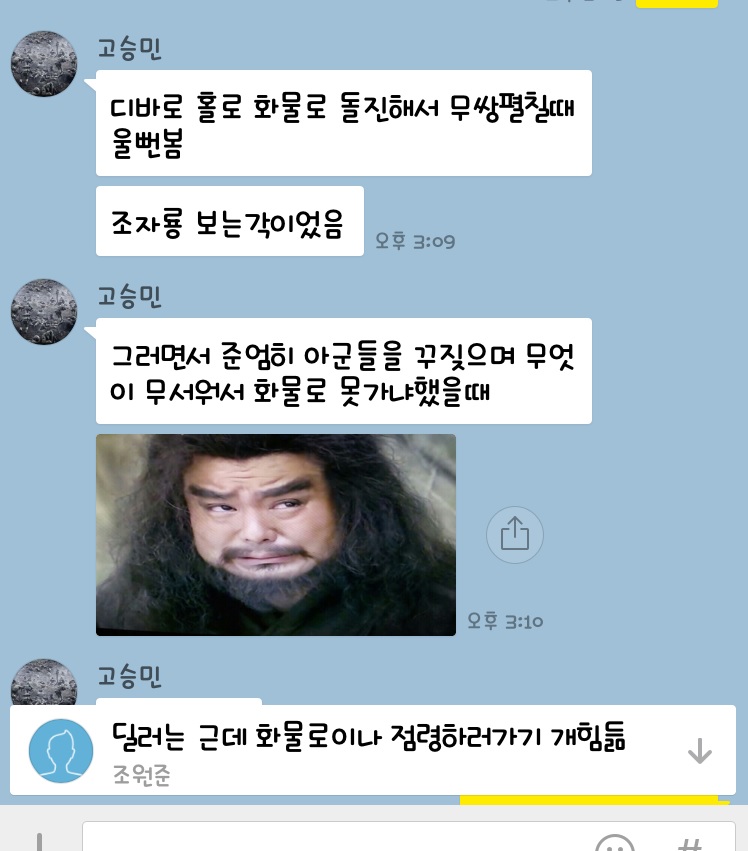 고승민
디바로 홀로 화물로 돌진해서 무쌍펼칠때
울뻔봄
조자룡 보는각이었음
오후 3:09
고승민
그러면서 준엄히 아군들을 꾸짖으며 무엇
이 무서워서 화물로 못가냐했을때
오후 3:10
고승민
딜러는 근데 화물로이나 점령하러가기 개힘듦
조원준
#